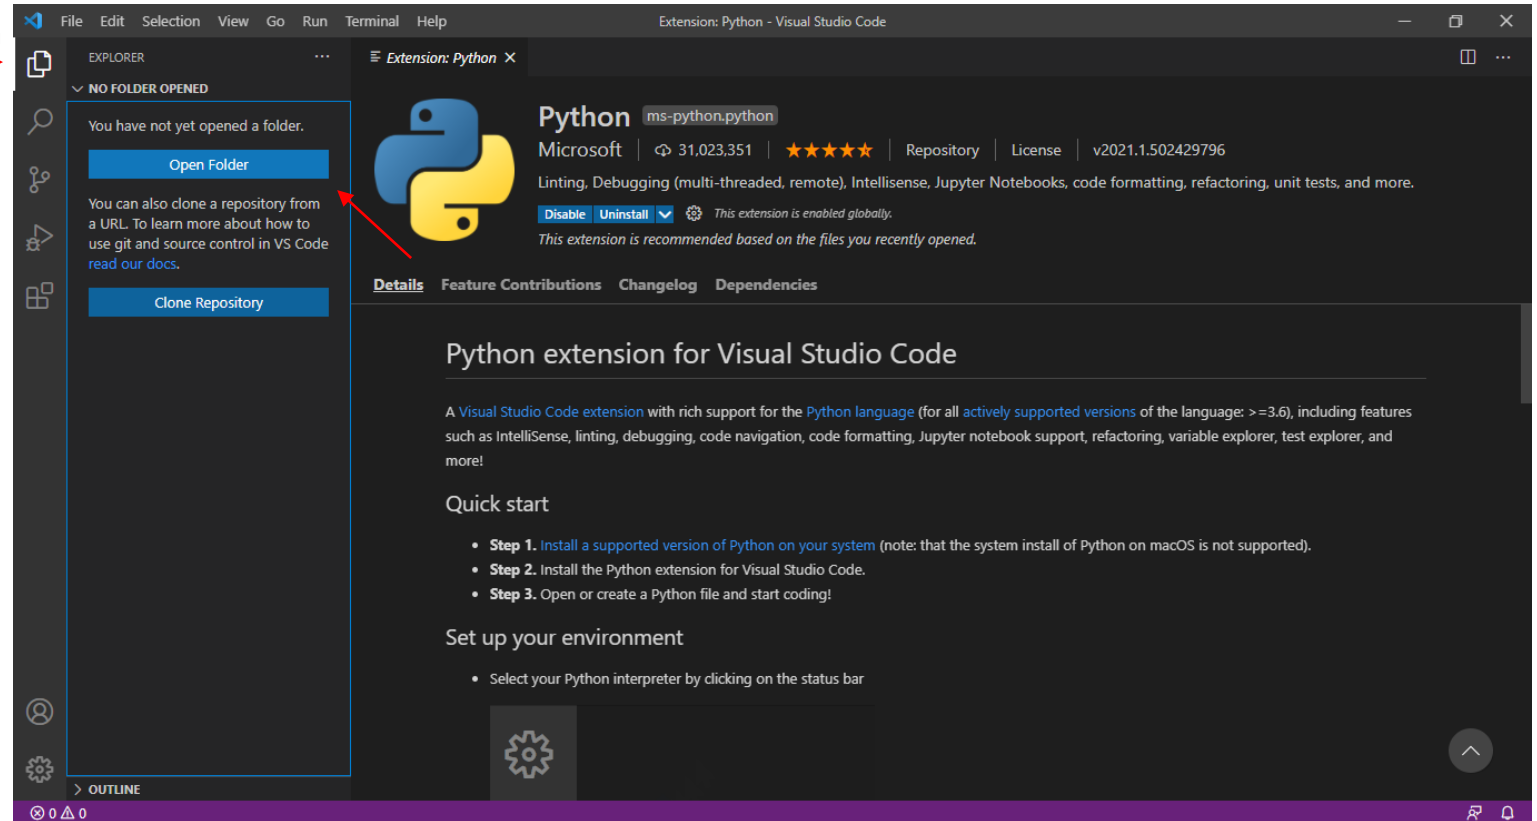 File Edit Selection View Go Run Terminal Help
Extension: Python - Visual Studio Code
EXPLORER
Extension: Python
NO FOLDER OPENED
You have not yet opened a folder.
Open Folder
You can also clone a repository from
a URL. To learn more about how to
use git and source control in VS Code
read our docs.
Clone Repository
OUTLINE
Python ms-python.python
Microsoft 31,023,351 Repository License v2021.1.502429796
Linting, Debugging (multi-threaded, remote), Intellisense, Jupyter Notebooks, code formatting, refactoring, unit tests, and more.
Disable Uninstall This extension is enabled globally.
This extension is recommended based on the files you recently opened.
Details Feature Contributions Changelog Dependencies
Python extension for Visual Studio Code
A Visual Studio Code extension with rich support for the Python language (for all actively supported versions of the language: >=3.6), including features
such as IntelliSense, linting, debugging, code navigation, code formatting, Jupyter notebook support, refactoring, variable explorer, test explorer, and
more!
Quick start
• Step 1. Install a supported version of Python on your system (note: that the system install of Python on macOS is not supported).
• Step 2. Install the Python extension for Visual Studio Code.
• Step 3. Open or create a Python file and start coding!
Set up your environment
• Select your Python interpreter by clicking on the status bar
0 0